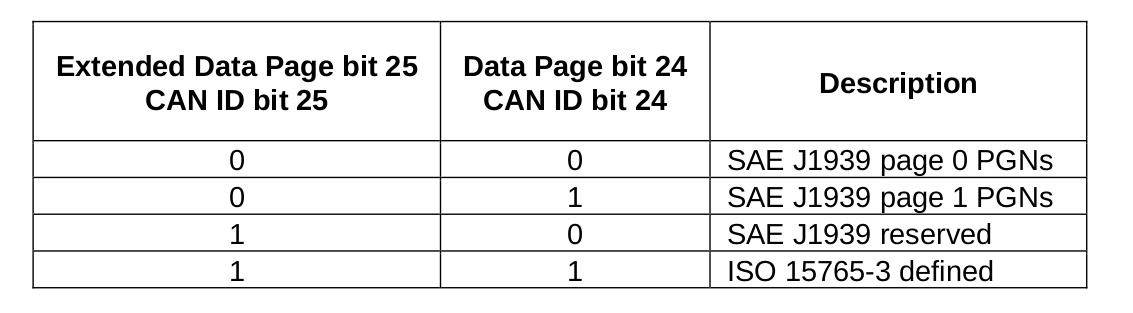 Extended Data Page bit 25
CAN ID bit 25
Data Page bit 24
CAN ID bit 24
Description
0 0 SAE J1939 page 0 PGNs
0 1 SAE J1939 page 1 PGNs
1 0 SAE J1939 reserved
1 1 ISO 15765-3 defined